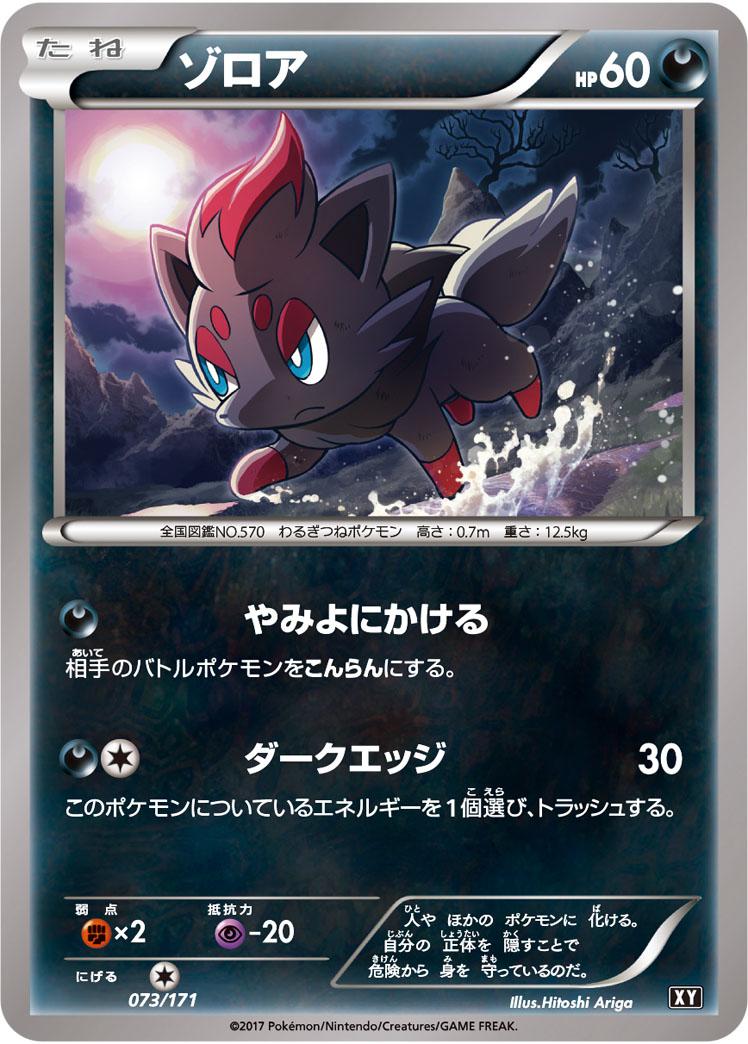 たね ゾロア HP60
全国図鑑NO.570 わるぎつねポケモン 高さ：0.7m 重さ：12.5kg
やみよにかける
相手のバトルポケモンをこんらんにする。
ダークエッジ 30
このポケモンについているエネルギーを1個選び、トラッシュする。
弱点 抵抗力
×2 -20
にげる
人や ほかの ポケモンに 化ける。
自分の 正体を 隠すことで
危険から 身を 守っているのだ。
073/171 Illus.Hitoshi Ariga XY
©2017 Pokémon/Nintendo/Creatures/GAME FREAK.